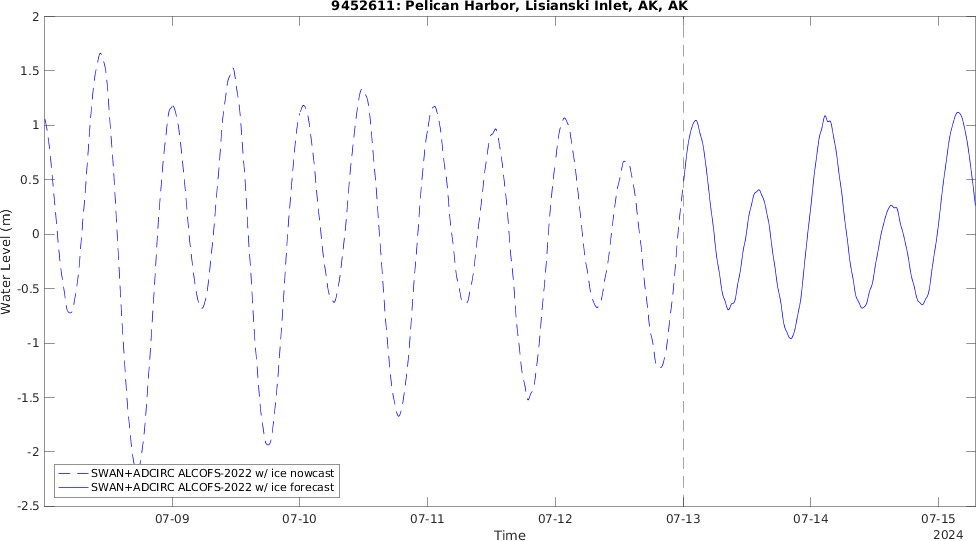 9452611: Pelican Harbor, Lisianski Inlet, AK, AK
2
1.5
1
0.5
0
-0.5
-1
-1.5
-2
-2.5
Water Level (m)
SWAN+ADCIRC ALCOFS-2022 w/ ice nowcast
SWAN+ADCIRC ALCOFS-2022 w/ ice forecast
07-09 07-10 07-11 07-12 07-13 07-14 07-15
Time
2024